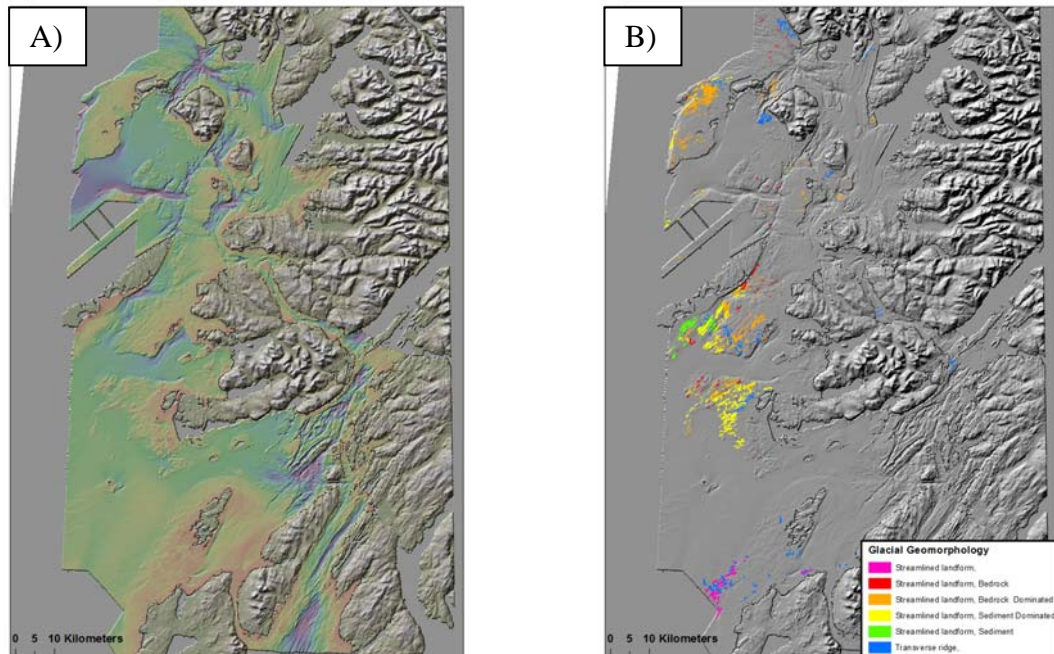 A)
B)
0 5 10 Kilometers
0 5 10 Kilometers
Glacial Geomorphology
Streamlined landform,
Streamlined landform, Bedrock
Streamlined landform, Bedrock Dominated
Streamlined landform, Sediment Dominated
Streamlined landform, Sediment
Transverse ridge,